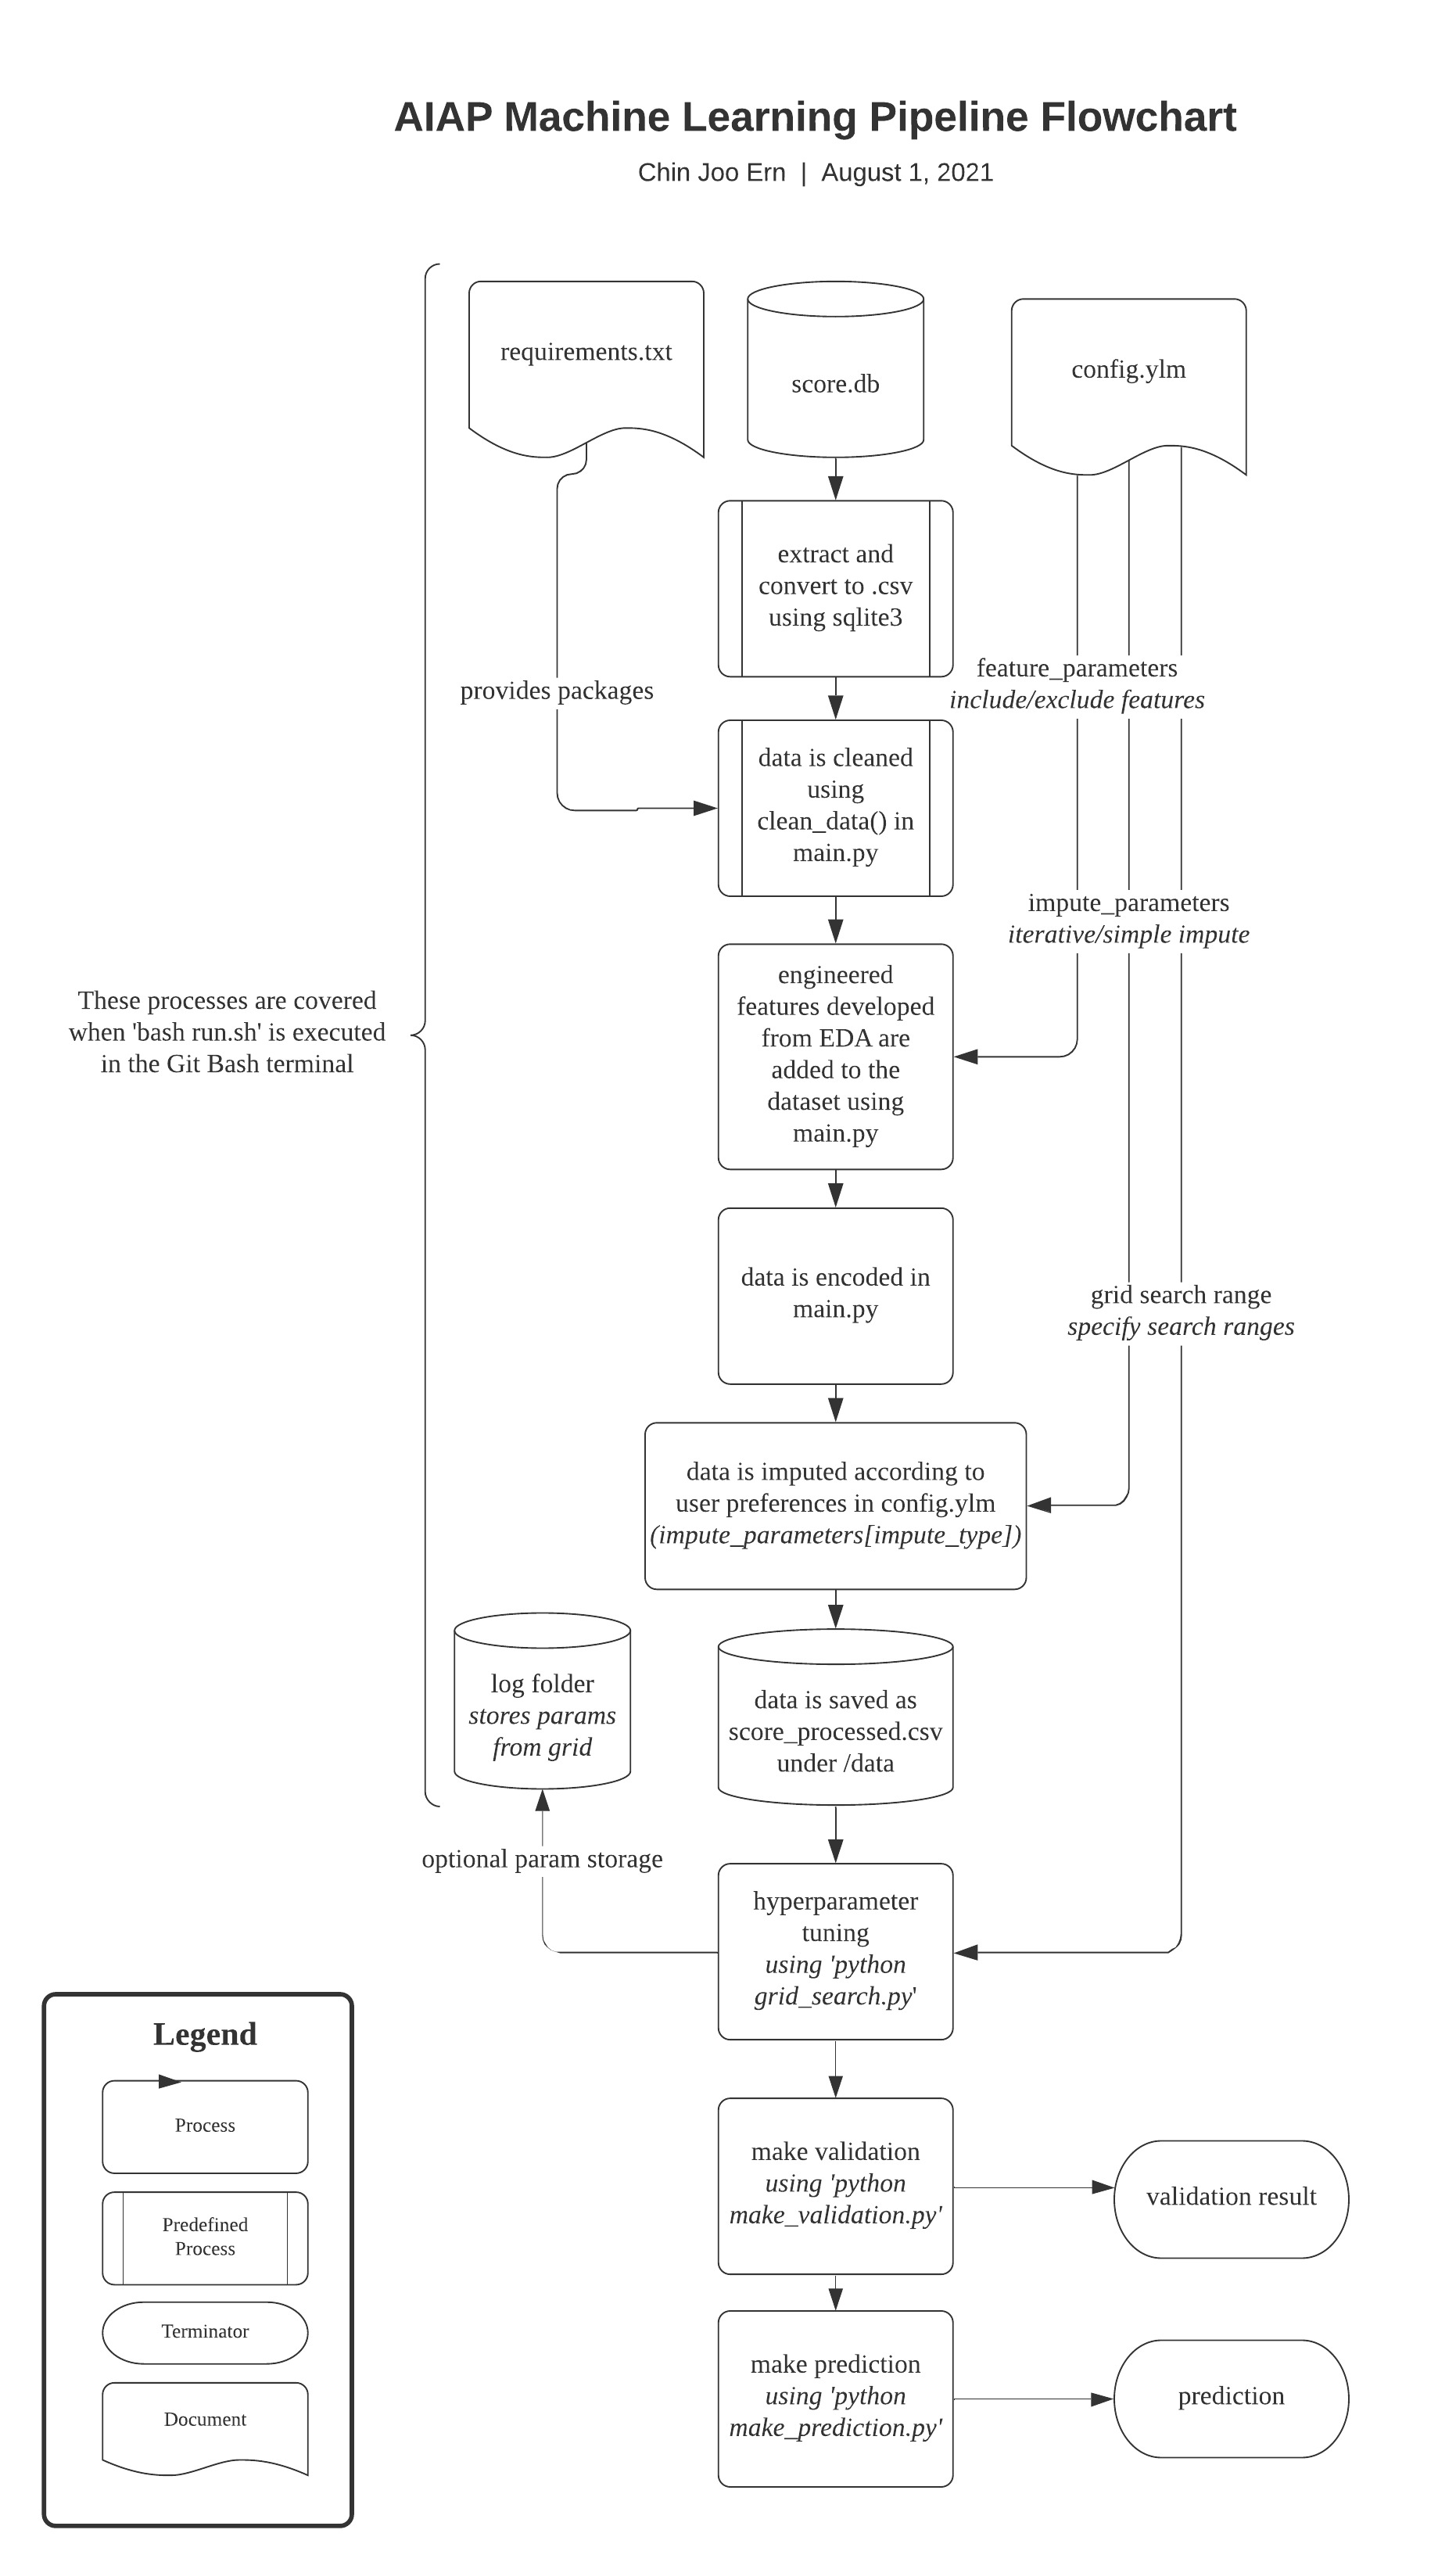 AIAP Machine Learning Pipeline Flowchart
Chin Joo Ern | August 1, 2021
requirements.txt
score.db
config.ylm
extract and
convert to .csv
using sqlite3
provides packages
feature_parameters
include/exclude features
data is cleaned
using
clean_data() in
main.py
impute_parameters
iterative/simple impute
These processes are covered
when 'bash run.sh' is executed
in the Git Bash terminal
engineered
features developed
from EDA are
added to the
dataset using
main.py
data is encoded in
main.py
grid search range
specify search ranges
data is imputed according to
user preferences in config.ylm
(impute_parameters[impute_type])
log folder
stores params
from grid
data is saved as
score_processed.csv
under /data
optional param storage
hyperparameter
tuning
using 'python
grid_search.py'
make validation
using 'python
make_validation.py'
validation result
make prediction
using 'python
make_prediction.py'
prediction
Legend
Process
Predefined
Process
Terminator
Document